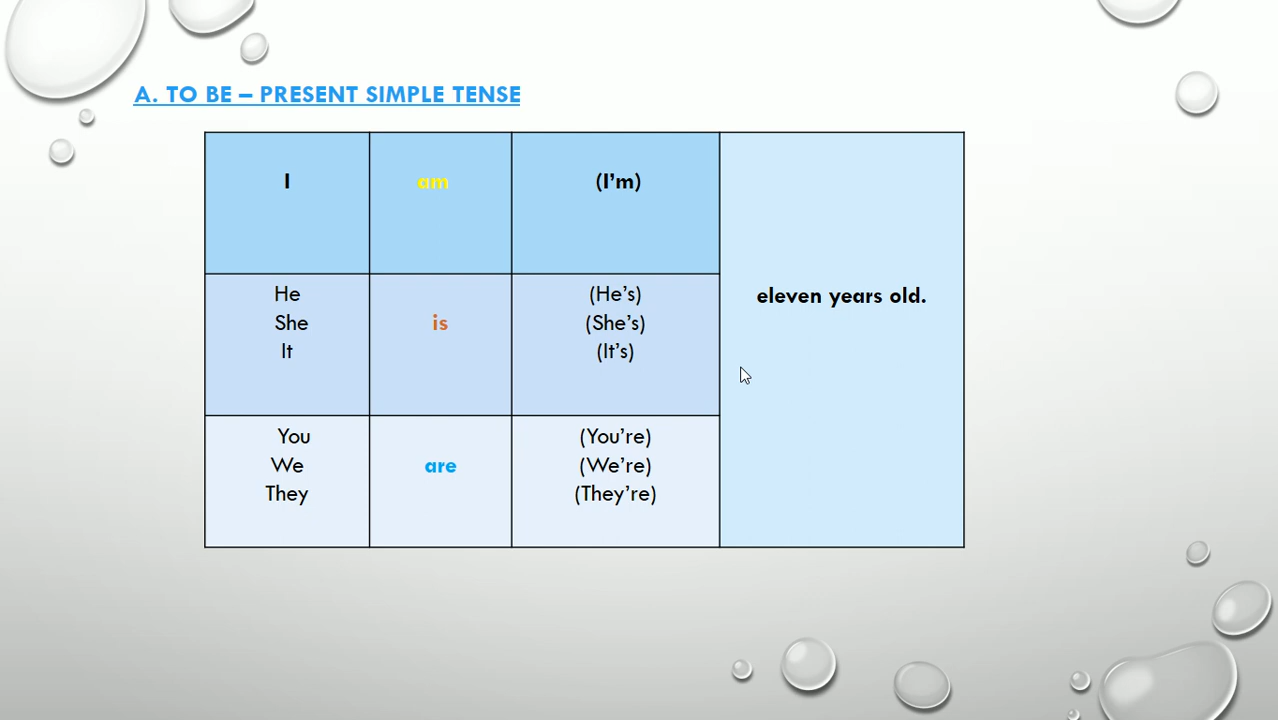 A. TO BE – PRESENT SIMPLE TENSE
I am (I'm)
He (He's)
She is (She's)
It (It's)
eleven years old.
You (You're)
We are (We're)
They (They're)